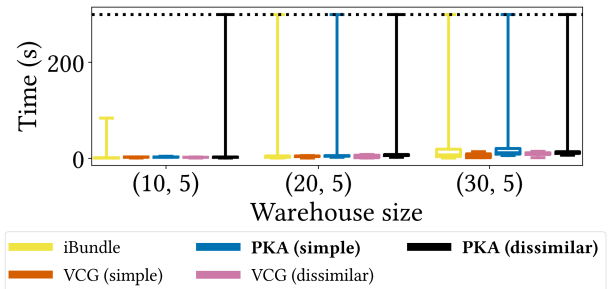 Time (s)
200
0
(10, 5) (20, 5) (30, 5)
Warehouse size
iBundle PKA (simple) PKA (dissimilar)
VCG (simple) VCG (dissimilar)